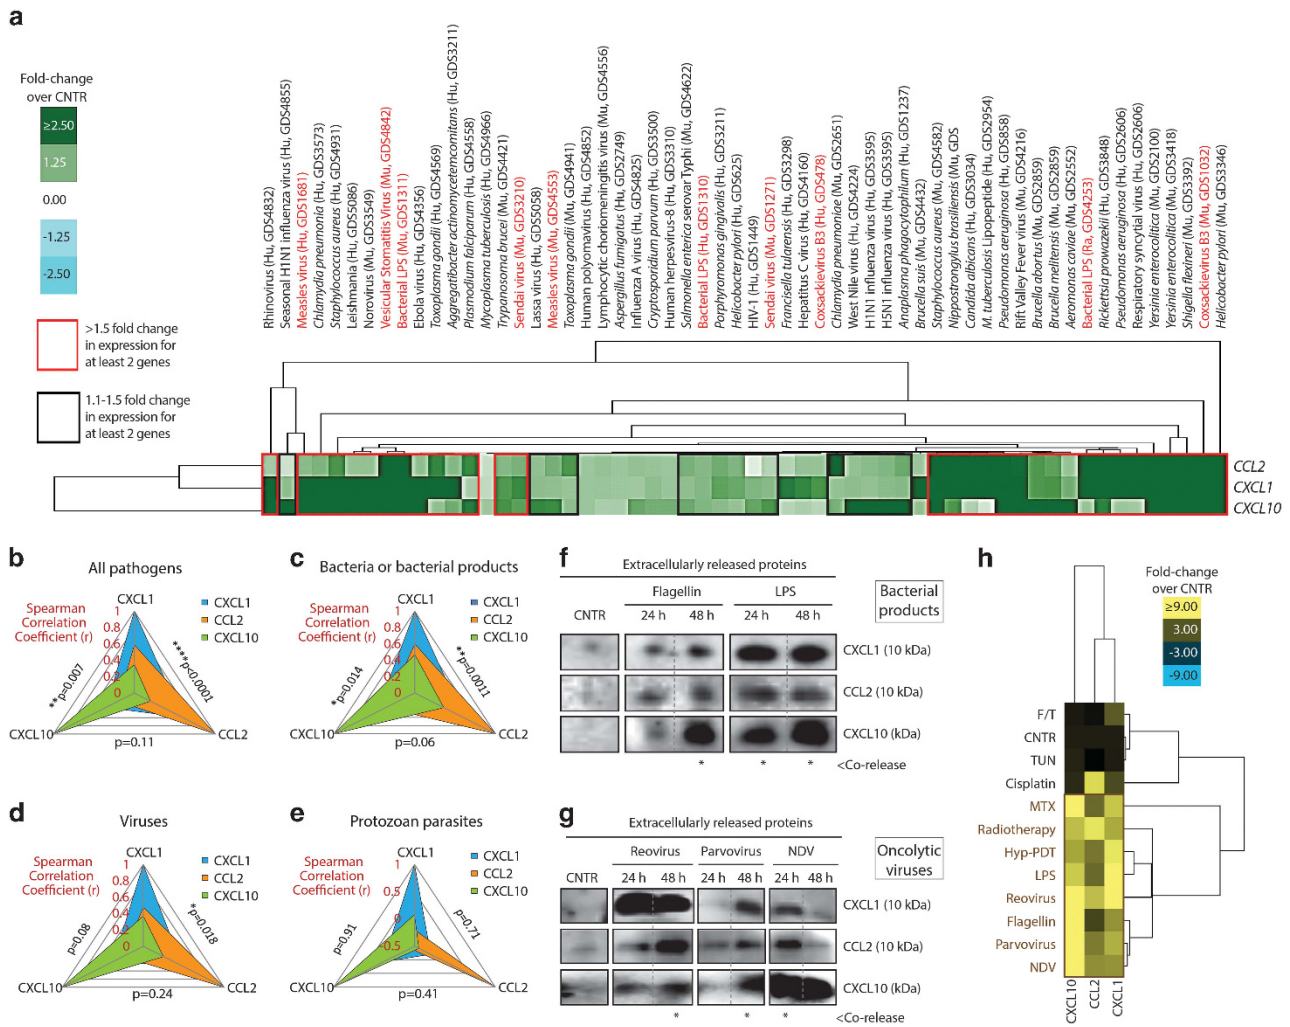 a
Fold-change
over CNTR
≥2.50
1.25
0.00
-1.25
-2.50
>1.5 fold change
in expression for
at least 2 genes
1.1-1.5 fold change
in expression for
at least 2 genes
Rhinovirus (Hu, GDS4832)
Seasonal H1N1 influenza virus (Hu, GDS4855)
Measles virus (Hu, GDS1681)
Chlamydia pneumonia (Hu, GDS3573)
Staphylococcus aureus (Hu, GDS4931)
Leishmania (Hu, GDS5086)
Norovirus (Mu, GDS3549)
Vesicular Stomatitis Virus (Mu, GDS4842)
Bacterial LPS (Mu, GDS1311)
Ebola virus (Hu, GDS4356)
Toxoplasma gondii (Hu, GDS4569)
Aggregatibacter actinomycetemcomitans (Hu, GDS3211)
Plasmodium falciparum (Hu, GDS4558)
Mycoplasma tuberculosis (Hu, GDS4966)
Trypanosoma brucei (Mu, GDS4421)
Sendai virus (Mu, GDS3210)
Lassa virus (Hu, GDS5058)
Measles virus (Mu, GDS4553)
Toxoplasma gondii (Mu, GDS4941)
Human polyomavirus (Hu, GDS4852)
Lymphocytic choriomeningitis virus (Mu, GDS4556)
Aspergillus fumigatus (Hu, GDS2749)
Influenza A virus (Hu, GDS4825)
Cryptosporidium parvum (Hu, GDS3500)
Human herpesvirus-8 (Hu, GDS3310)
Salmonella enterica serovar Typhi (Mu, GDS4622)
Bacterial LPS (Hu, GDS1310)
Porphyromonas gingivalis (Hu, GDS3211)
Helicobacter pylori (Hu, GDS625)
HIV-1 (Hu, GDS1449)
Sendai virus (Mu, GDS1271)
Francisella tularensis (Hu, GDS3298)
Hepatitus C virus (Hu, GDS4160)
Coxsackievirus B3 (Hu, GDS478)
Chlamydia pneumoniae (Mu, GDS2651)
West Nile virus (Hu, GDS4224)
H1N1 influenza virus (Hu, GDS3595)
H5N1 influenza virus (Hu, GDS3595)
Anaplasma phagocytophilum (Hu, GDS1237)
Brucella suis (Mu, GDS4432)
Staphylococcus aureus (Mu, GDS4582)
Nippostrongilus brasiliensis (Mu, GDS
Candida albicans (Hu, GDS3034)
M. tuberculosis Lipopeptide (Hu, GDS2954)
Pseudomonas aeruginosa (Hu, GDS858)
Rift Valley Fever virus (Mu, GDS4216)
Brucella abortus (Mu, GDS2859)
Brucella mellitensis (Mu, GDS2859)
Aeromonas caviae (Mu, GDS2552)
Bacterial LPS (Ra, GDS4253)
Rickettsia prowazekii (Hu, GDS3848)
Pseudomonas aeruginosa (Hu, GDS2606)
Respiratory syncytial virus (Hu, GDS2606)
Yersinia enterocolitica (Mu, GDS2100)
Yersinia enterocolitica (Mu, GDS3418)
Shigella flexineri (Mu, GDS3392)
Coxsackievirus B3 (Mu, GDS1032)
Helicobacter pylori (Mu, GDS3346)
CCL2
CXCL1
CXCL10
b
All pathogens
Spearman
Correlation
Coefficient (r)
CXCL1
1
0.8
0.6
0.4
0.2
0
CXCL1
CCL2
CXCL10
**p=0.007
****p<0.0001
CXCL10
p=0.11
CCL2
c
Bacteria or bacterial products
Spearman
Correlation
Coefficient (r)
CXCL1
1
0.8
0.6
0.4
0.2
0
CXCL1
CCL2
CXCL10
*p=0.014
**p=0.0011
CXCL10
p=0.06
CCL2
d
Viruses
Spearman
Correlation
Coefficient (r)
CXCL1
1
0.8
0.6
0.4
0.2
0
CXCL1
CCL2
CXCL10
p=0.08
*p=0.018
CXCL10
p=0.24
CCL2
e
Protozoan parasites
Spearman
Correlation
Coefficient (r)
CXCL1
1
0.5
0
-0.5
CXCL1
CCL2
CXCL10
p=0.91
p=0.71
CXCL10
p=0.41
CCL2
f
Extracellularly released proteins
Bacterial
products
Flagellin LPS
CNTR 24 h 48 h 24 h 48 h
CXCL1 (10 kDa)
CCL2 (10 kDa)
CXCL10 (kDa)
* * * <Co-release
g
Extracellularly released proteins
Oncolytic
viruses
Reovirus Parvovirus NDV
CNTR 24 h 48 h 24 h 48 h 24 h 48 h
CXCL1 (10 kDa)
CCL2 (10 kDa)
CXCL10 (kDa)
* * * <Co-release
h
Fold-change
over CNTR
≥9.00
3.00
-3.00
-9.00
F/T
CNTR
TUN
Cisplatin
MTX
Radiotherapy
Hyp-PDT
LPS
Reovirus
Flagellin
Parvovirus
NDV
CXCL10
CCL2
CXCL1